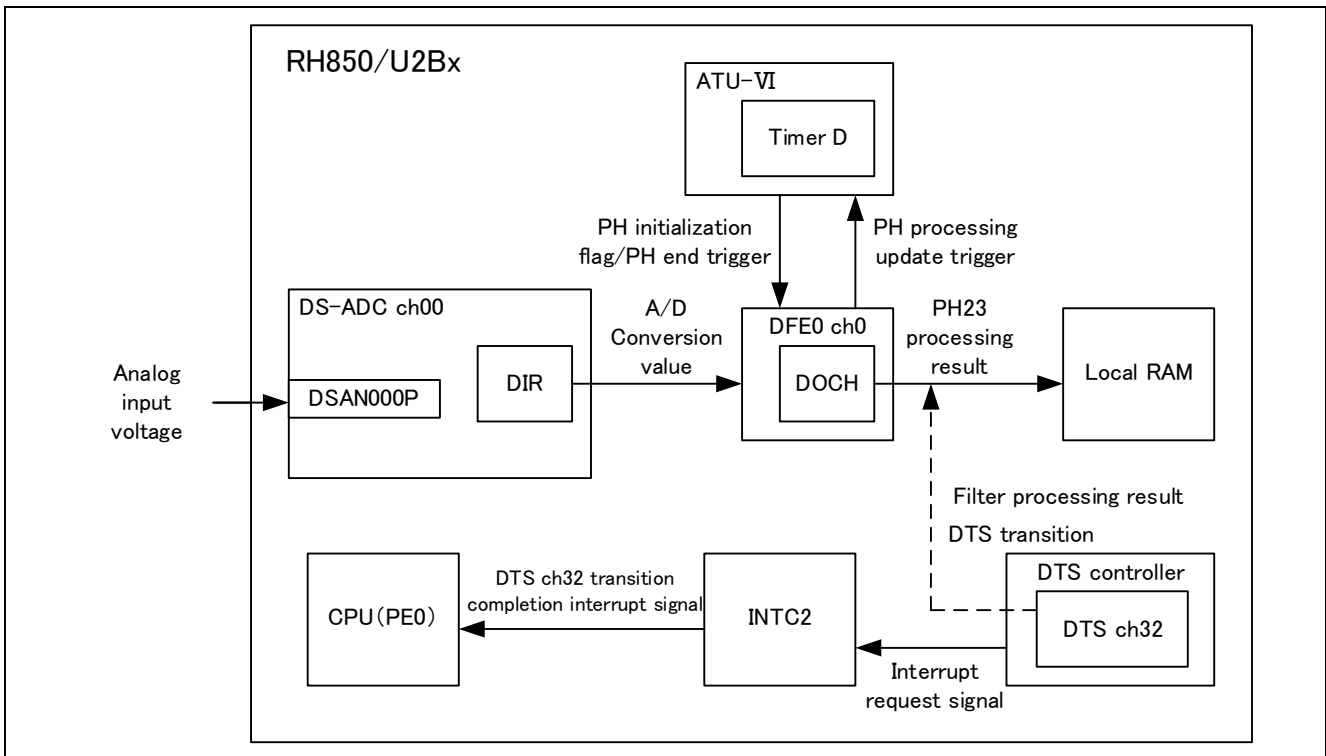 RH850/U2Bx
ATU-Ⅵ
Timer D
PH initialization
flag/PH end trigger
PH processing
update trigger
DS-ADC ch00
DIR
DSAN000P
Analog
input
voltage
A/D
Conversion
value
DFE0 ch0
DOCH
PH23
processing
result
Local RAM
Filter processing result
DTS transition
CPU(PE0)
DTS ch32 transition
completion interrupt signal
INTC2
Interrupt
request signal
DTS controller
DTS ch32